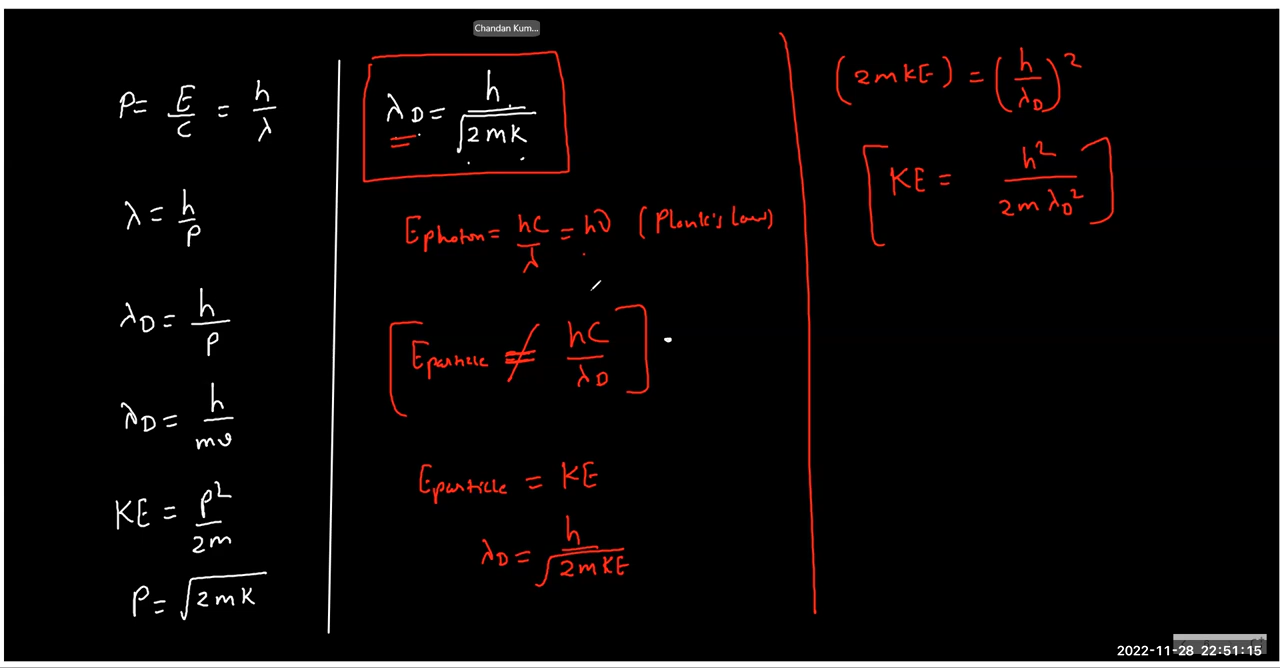 Chandan Kum...
P = E/C = h/λ
λ = h/P
λD = h/P
λD = h/mv
KE = P²/2m
P = √2mK
λD = h/√2mK
Ephoton = hC/λ = hν (Plank's Law)
[Eparticle ≠ hC/λD]
Eparticle = KE
λD = h/√2mKE
(2mKE) = (h/λD)²
[KE = h²/2mλD²]
2022-11-28 22:51:15